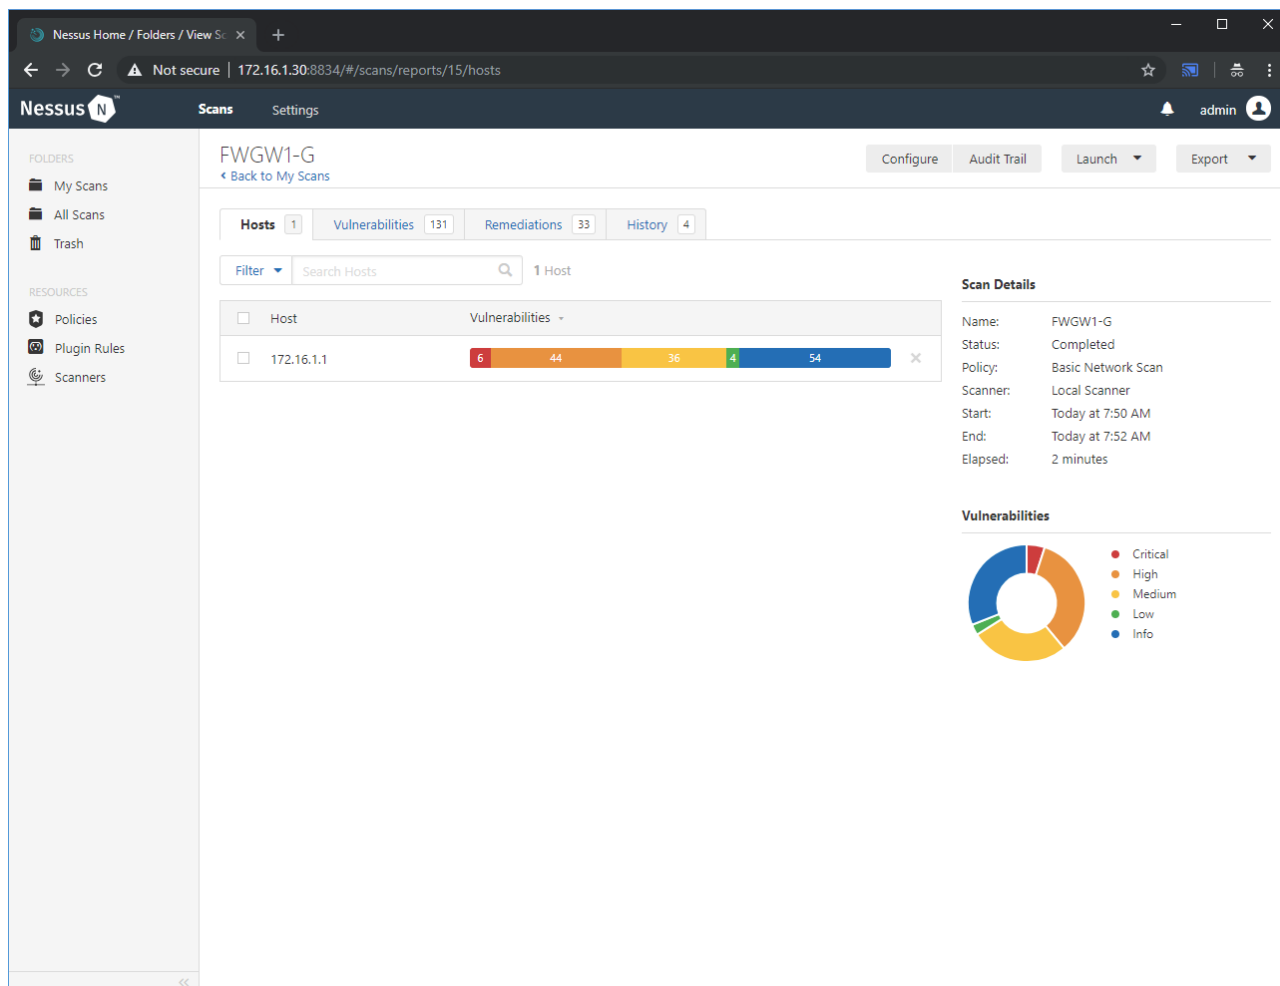 Nessus Home / Folders / View Sc
Not secure | 172.16.1.30:8834/#/scans/reports/15/hosts
Nessus N ™ Scans Settings admin
FOLDERS
My Scans
All Scans
Trash
RESOURCES
Policies
Plugin Rules
Scanners
FWGW1-G
Back to My Scans
Configure Audit Trail Launch Export
Hosts 1 Vulnerabilities 131 Remediations 33 History 4
Filter Search Hosts 1 Host
Host Vulnerabilities
172.16.1.1 6 44 36 4 54
Scan Details
Name: FWGW1-G
Status: Completed
Policy: Basic Network Scan
Scanner: Local Scanner
Start: Today at 7:50 AM
End: Today at 7:52 AM
Elapsed: 2 minutes
Vulnerabilities
Critical
High
Medium
Low
Info